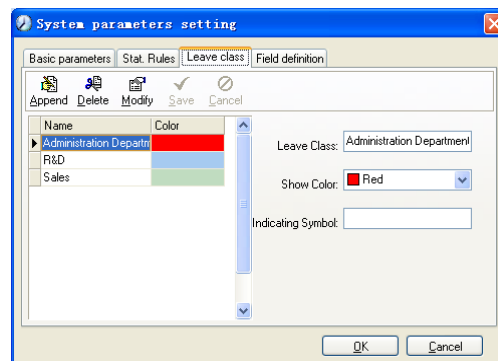 System parameters setting
Basic parameters Stat. Rules Leave class Field definition
Append Delete Modify Save Cancel
Name Color
Administration Departm
R&D
Sales
Leave Class: Administration Department
Show Color: Red
Indicating Symbol:
OK Cancel